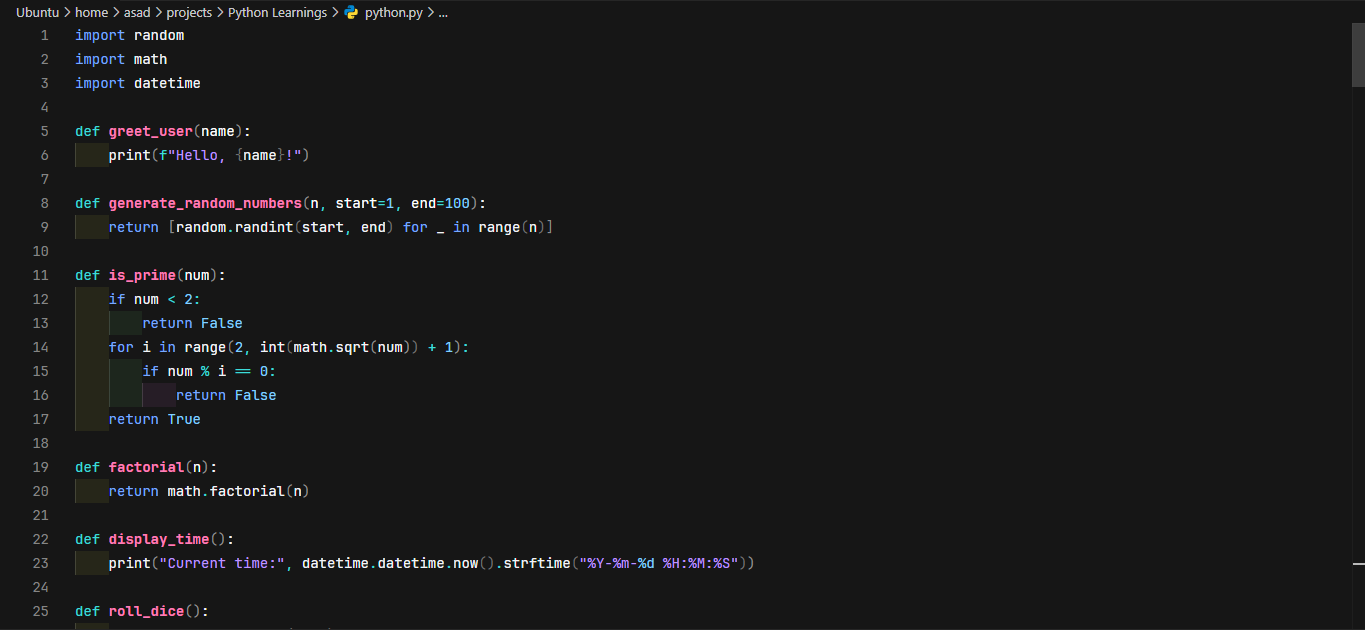 Ubuntu > home > asad > projects > Python Learnings > python.py > ...
1 import random
2 import math
3 import datetime
4
5 def greet_user(name):
6     print(f"Hello, {name}!")
7
8 def generate_random_numbers(n, start=1, end=100):
9     return [random.randint(start, end) for _ in range(n)]
10
11 def is_prime(num):
12     if num < 2:
13         return False
14     for i in range(2, int(math.sqrt(num)) + 1):
15         if num % i == 0:
16             return False
17     return True
18
19 def factorial(n):
20     return math.factorial(n)
21
22 def display_time():
23     print("Current time:", datetime.datetime.now().strftime("%Y-%m-%d %H:%M:%S"))
24
25 def roll_dice():